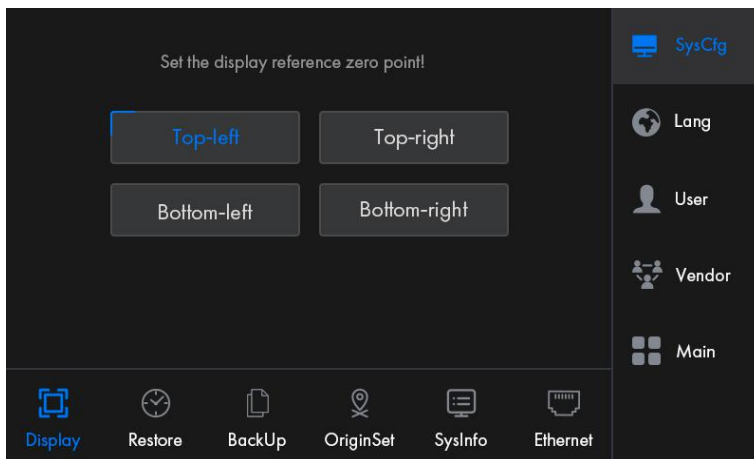 Set the display reference zero point!
Top-left
Top-right
Bottom-left
Bottom-right
SysCfg
Lang
User
Vendor
Main
Display
Restore
BackUp
OriginSet
SysInfo
Ethernet